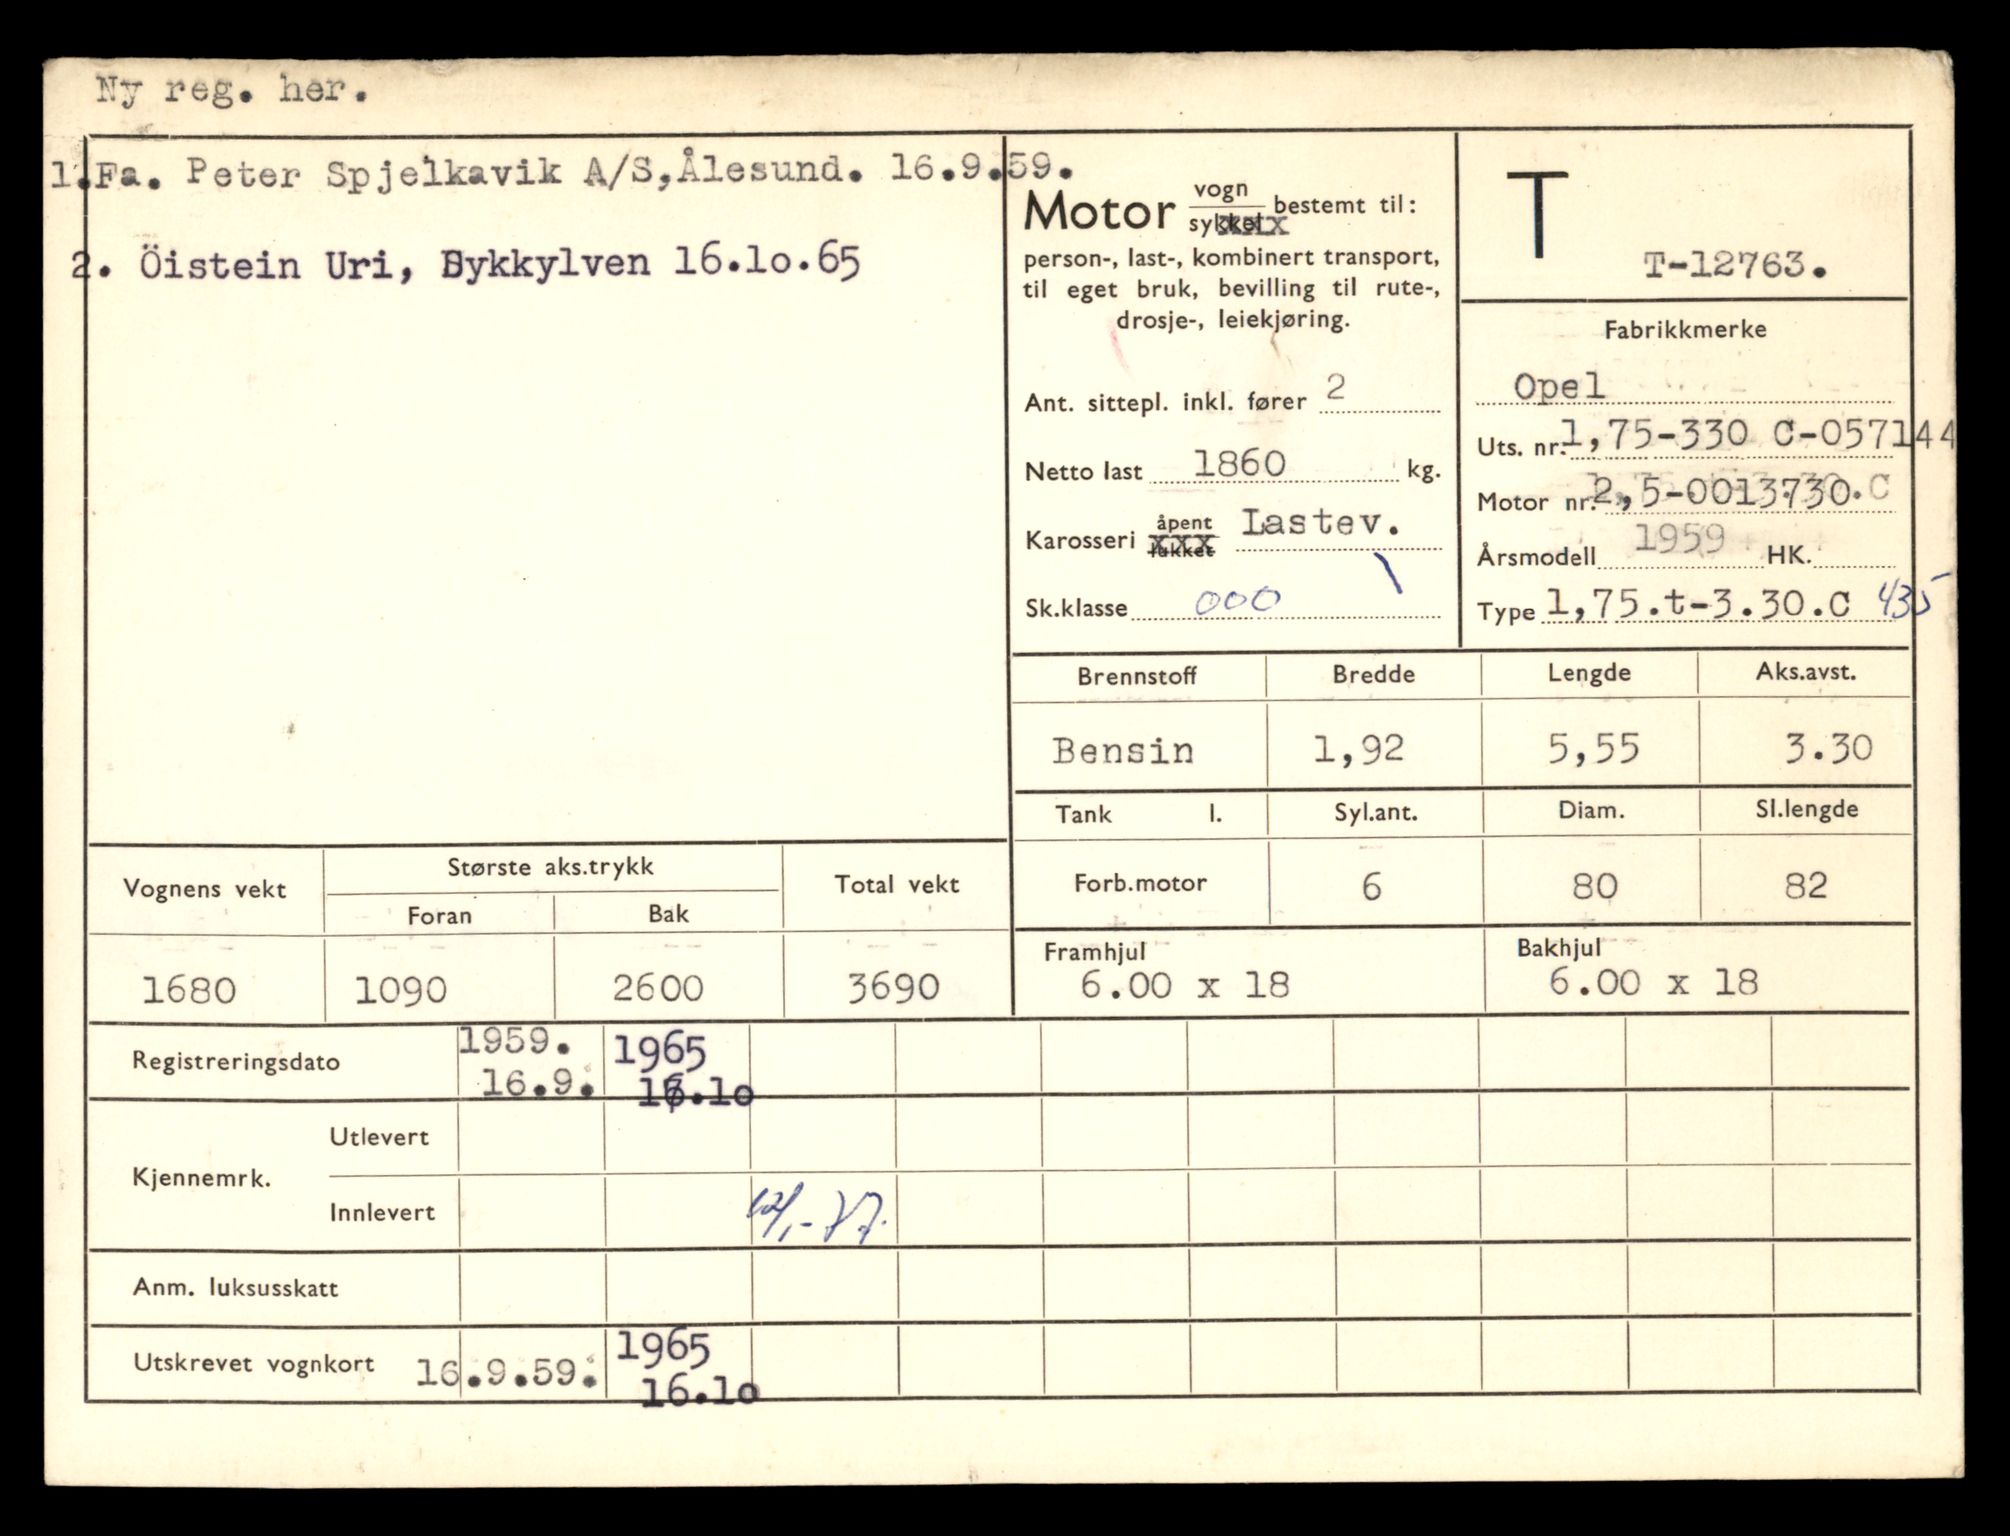 Ny reg. her.
1. Fa. Peter Spjelkavik A/S, Ålesund. 16.9.59.
2. Öistein Uri, Sykkylven 16.1o.65
Motor vogn/sykkel bestemt til:
person-, last-, kombinert transport,
til eget bruk, bevilling til rute-,
drosje-, leiekjøring.
Ant. sittepl. inkl. fører 2
Netto last 1860 kg.
Karosseri åpent/lukket Lastev.
Sk.klasse 000
T
T-12763.
Fabrikkmerke
Opel
Uts. nr. 1,75-330 C-057144
Motor nr. 2,5-0013730.C
Årsmodell 1959 HK.
Type 1,75.t-3.30.C 435
Brennstoff Bredde Lengde Aks.avst.
Bensin 1,92 5,55 3.30
Tank l. Syl.ant. Diam. Sl.lengde
Forb.motor 6 80 82
Framhjul Bakhjul
6.00 x 18 6.00 x 18
Vognens vekt Største aks.trykk Total vekt
Foran Bak
1680 1090 2600 3690
Registreringsdato 1959. 1965
16.9. 16.1o
Kjennemrk. Utlevert
Innlevert 12/1-77.
Anm. luksusskatt
Utskrevet vognkort 16.9.59. 1965
16.1o